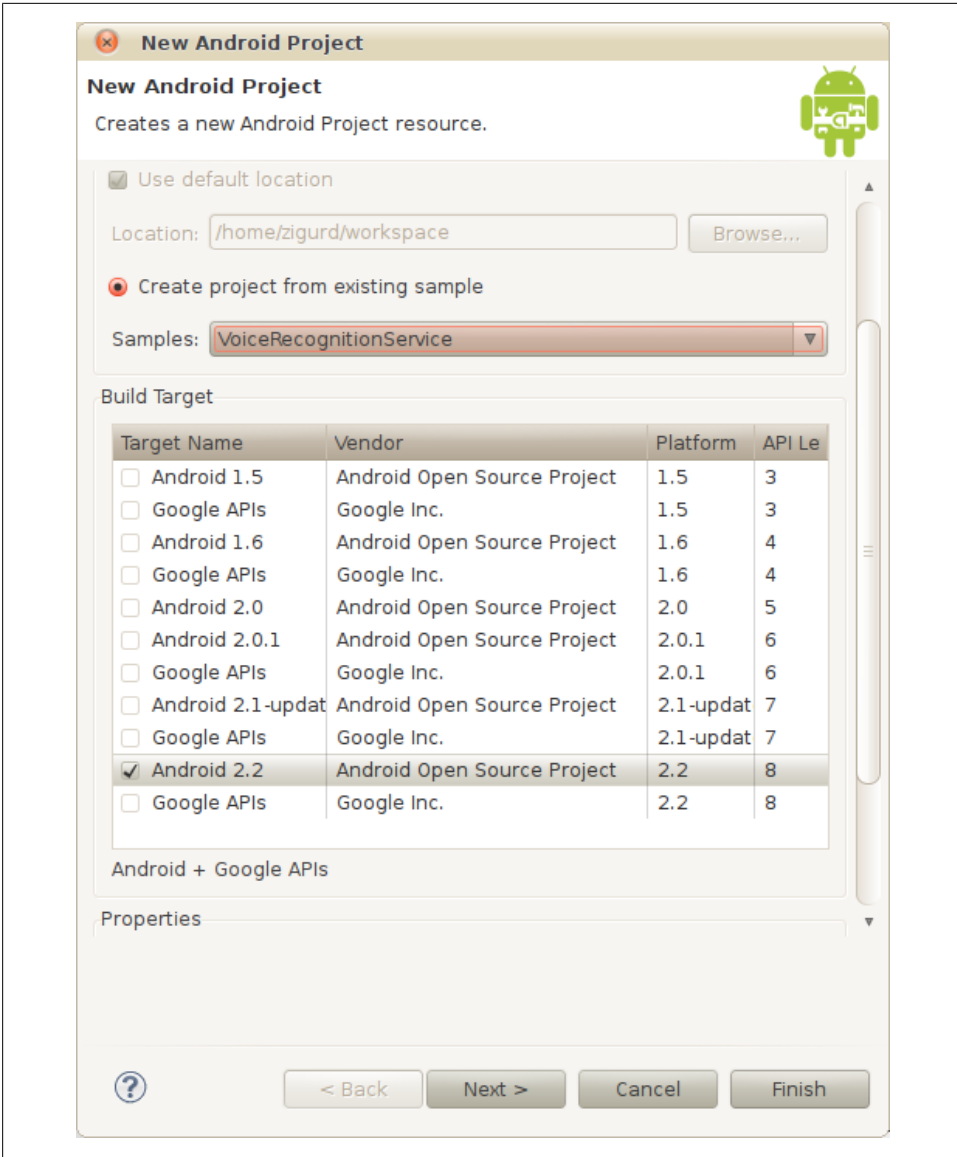 New Android Project
New Android Project
Creates a new Android Project resource.
Use default location
Location: /home/zigurd/workspace Browse...
Create project from existing sample
Samples: VoiceRecognitionService
Build Target
Target Name Vendor Platform API Le
Android 1.5 Android Open Source Project 1.5 3
Google APIs Google Inc. 1.5 3
Android 1.6 Android Open Source Project 1.6 4
Google APIs Google Inc. 1.6 4
Android 2.0 Android Open Source Project 2.0 5
Android 2.0.1 Android Open Source Project 2.0.1 6
Google APIs Google Inc. 2.0.1 6
Android 2.1-updat Android Open Source Project 2.1-updat 7
Google APIs Google Inc. 2.1-updat 7
Android 2.2 Android Open Source Project 2.2 8
Google APIs Google Inc. 2.2 8
Android + Google APIs
Properties
? < Back Next > Cancel Finish